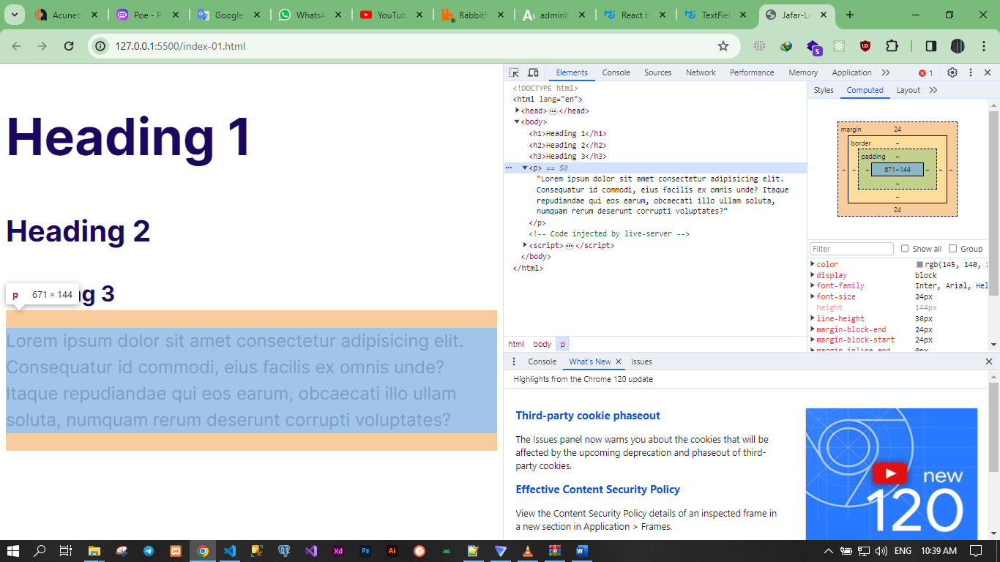 Acuneti
Poe - P
Google
WhatsA
YouTub
RabbitM
adminIt
React th
TextFiel
Jafar-Lo
127.0.0.1:5500/index-01.html
5
Elements
Console
Sources
Network
Performance
Memory
Application
1
<!DOCTYPE html>
<html lang="en">
<head> ··· </head>
<body>
<h1>Heading 1</h1>
<h2>Heading 2</h2>
<h3>Heading 3</h3>
··· <p> == $0
"Lorem ipsum dolor sit amet consectetur adipisicing elit.
Consequatur id commodi, eius facilis ex omnis unde? Itaque
repudiandae qui eos earum, obcaecati illo ullam soluta,
numquam rerum deserunt corrupti voluptates?"
</p>
<!-- Code injected by live-server -->
<script> ··· </script>
</body>
</html>
html body p
Styles
Computed
Layout
margin 24
border –
padding –
– – – 671×144 – – –
–
–
24
Filter
Show all
Group
color rgb(145, 140, 1
display block
font-family Inter, Arial, Hel
font-size 24px
height 144px
line-height 36px
margin-block-end 24px
margin-block-start 24px
margin-inline-end 0px
Heading 1
Heading 2
ng 3
p 671 × 144
Lorem ipsum dolor sit amet consectetur adipisicing elit.
Consequatur id commodi, eius facilis ex omnis unde?
Itaque repudiandae qui eos earum, obcaecati illo ullam
soluta, numquam rerum deserunt corrupti voluptates?
Console
What's New
Issues
Highlights from the Chrome 120 update
Third-party cookie phaseout
The Issues panel now warns you about the cookies that will be
affected by the upcoming deprecation and phaseout of third-
party cookies.
Effective Content Security Policy
View the Content Security Policy details of an inspected frame in
a new section in Application > Frames.
new
120
Xd
Ps
Ai
ENG
10:39 AM